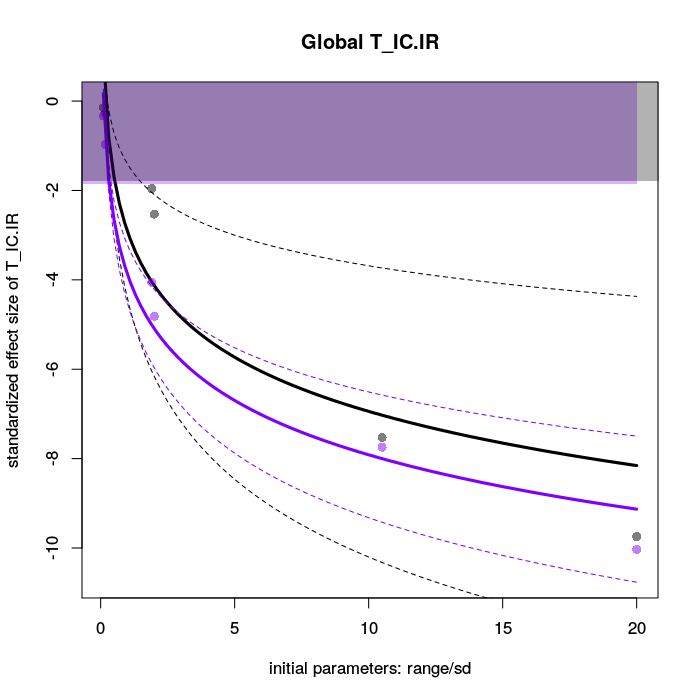 Global T_IC.IR
standardized effect size of T_IC.IR
0
-2
-4
-6
-8
-10
0 5 10 15 20
initial parameters: range/sd